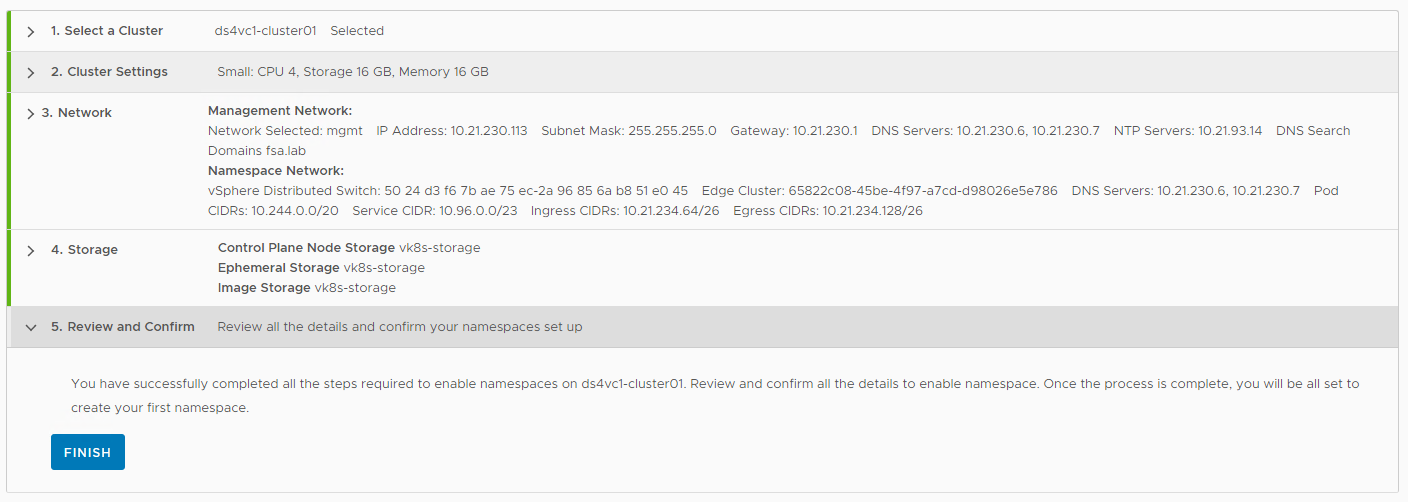 1. Select a Cluster ds4vc1-cluster01 Selected
2. Cluster Settings Small: CPU 4, Storage 16 GB, Memory 16 GB
3. Network Management Network:
Network Selected: mgmt IP Address: 10.21.230.113 Subnet Mask: 255.255.255.0 Gateway: 10.21.230.1 DNS Servers: 10.21.230.6, 10.21.230.7 NTP Servers: 10.21.93.14 DNS Search
Domains fsa.lab
Namespace Network:
vSphere Distributed Switch: 50 24 d3 f6 7b ae 75 ec-2a 96 85 6a b8 51 e0 45 Edge Cluster: 65822c08-45be-4f97-a7cd-d98026e5e786 DNS Servers: 10.21.230.6, 10.21.230.7 Pod
CIDRs: 10.244.0.0/20 Service CIDR: 10.96.0.0/23 Ingress CIDRs: 10.21.234.64/26 Egress CIDRs: 10.21.234.128/26
4. Storage Control Plane Node Storage vk8s-storage
Ephemeral Storage vk8s-storage
Image Storage vk8s-storage
5. Review and Confirm Review all the details and confirm your namespaces set up
You have successfully completed all the steps required to enable namespaces on ds4vc1-cluster01. Review and confirm all the details to enable namespace. Once the process is complete, you will be all set to
create your first namespace.
FINISH